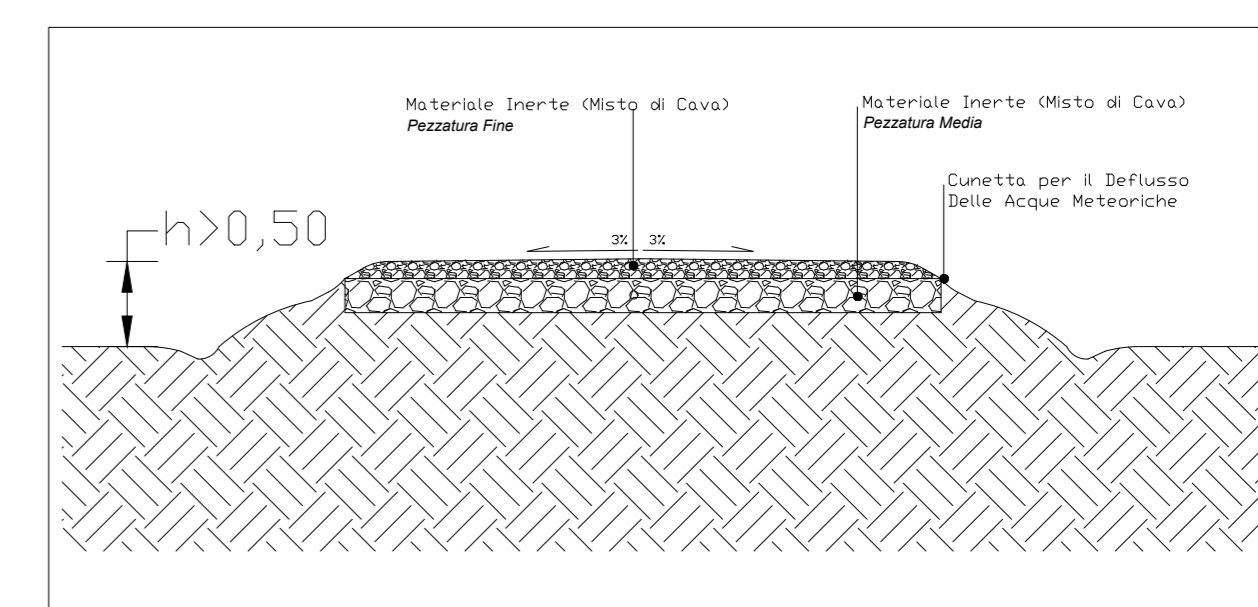 Materiale Inerte (Misto di Cava)
Pezzatura Fine
Materiale Inerte (Misto di Cava)
Pezzatura Media
Cunetta per il Deflusso
Delle Acque Meteoriche
h>0,50
3% 3%